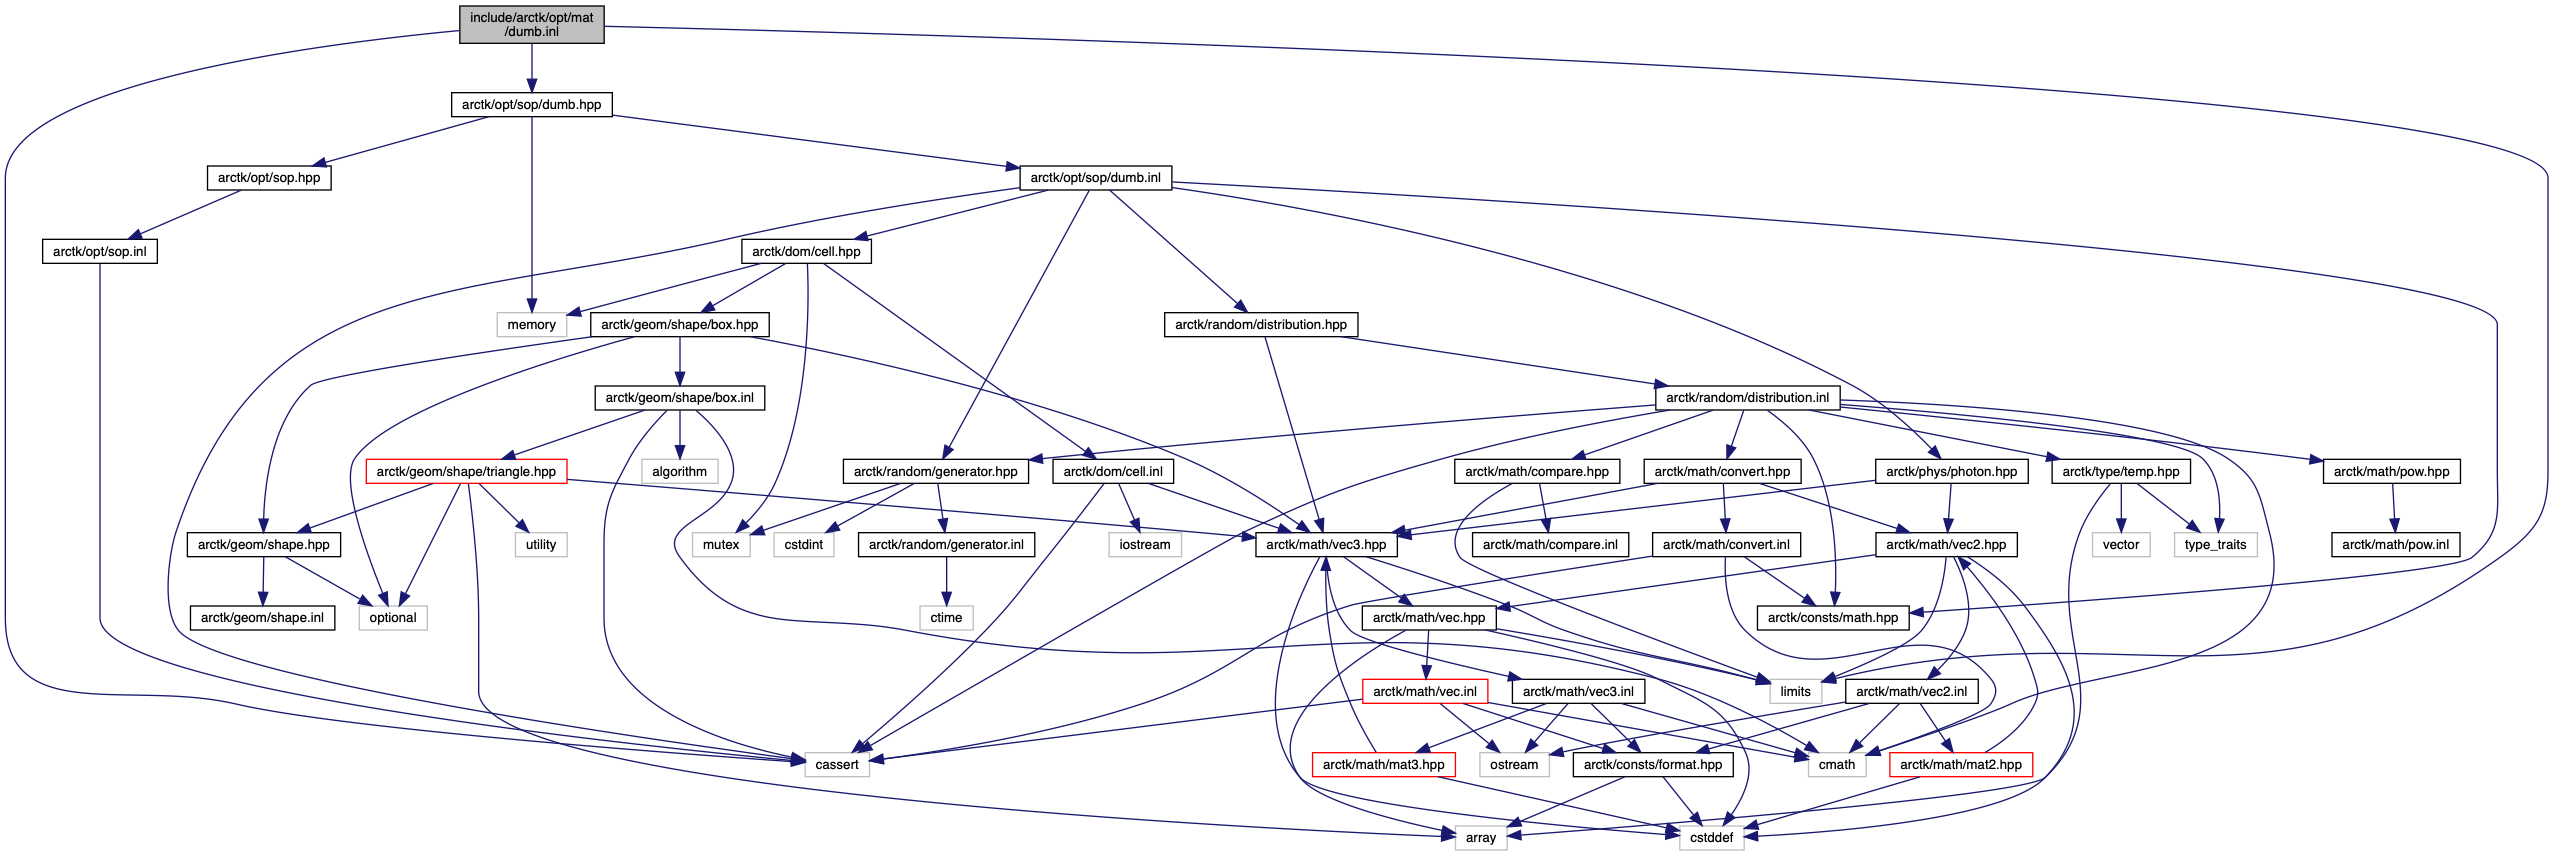 include/arctk/opt/mat
/dumb.inl
arctk/opt/sop/dumb.hpp
arctk/opt/sop.hpp
arctk/opt/sop/dumb.inl
arctk/opt/sop.inl
arctk/dom/cell.hpp
memory
arctk/geom/shape/box.hpp
arctk/random/distribution.hpp
arctk/geom/shape/box.inl
arctk/random/distribution.inl
arctk/geom/shape/triangle.hpp
algorithm
arctk/random/generator.hpp
arctk/dom/cell.inl
arctk/math/compare.hpp
arctk/math/convert.hpp
arctk/phys/photon.hpp
arctk/type/temp.hpp
arctk/math/pow.hpp
arctk/geom/shape.hpp
utility
mutex
cstdint
arctk/random/generator.inl
iostream
arctk/math/vec3.hpp
arctk/math/compare.inl
arctk/math/convert.inl
arctk/math/vec2.hpp
vector
type_traits
arctk/math/pow.inl
arctk/geom/shape.inl
optional
ctime
arctk/math/vec.hpp
arctk/consts/math.hpp
arctk/math/vec.inl
arctk/math/vec3.inl
limits
arctk/math/vec2.inl
cassert
arctk/math/mat3.hpp
ostream
arctk/consts/format.hpp
cmath
arctk/math/mat2.hpp
array
cstddef